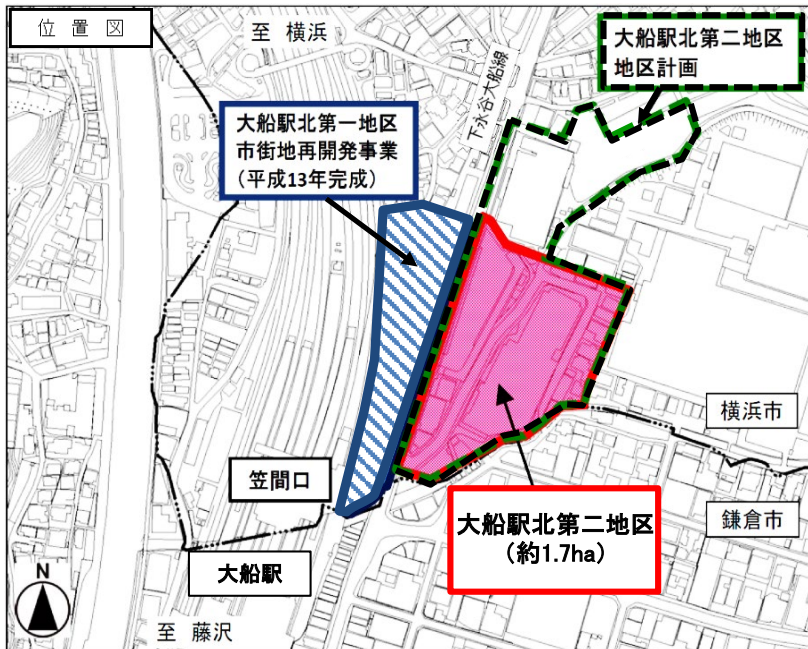 位置図
至 横浜
大船駅北第二地区
地区計画
下永谷大船線
大船駅北第一地区
市街地再開発事業
(平成13年完成)
横浜市
笠間口
鎌倉市
大船駅北第二地区
(約1.7ha)
大船駅
N
至 藤沢